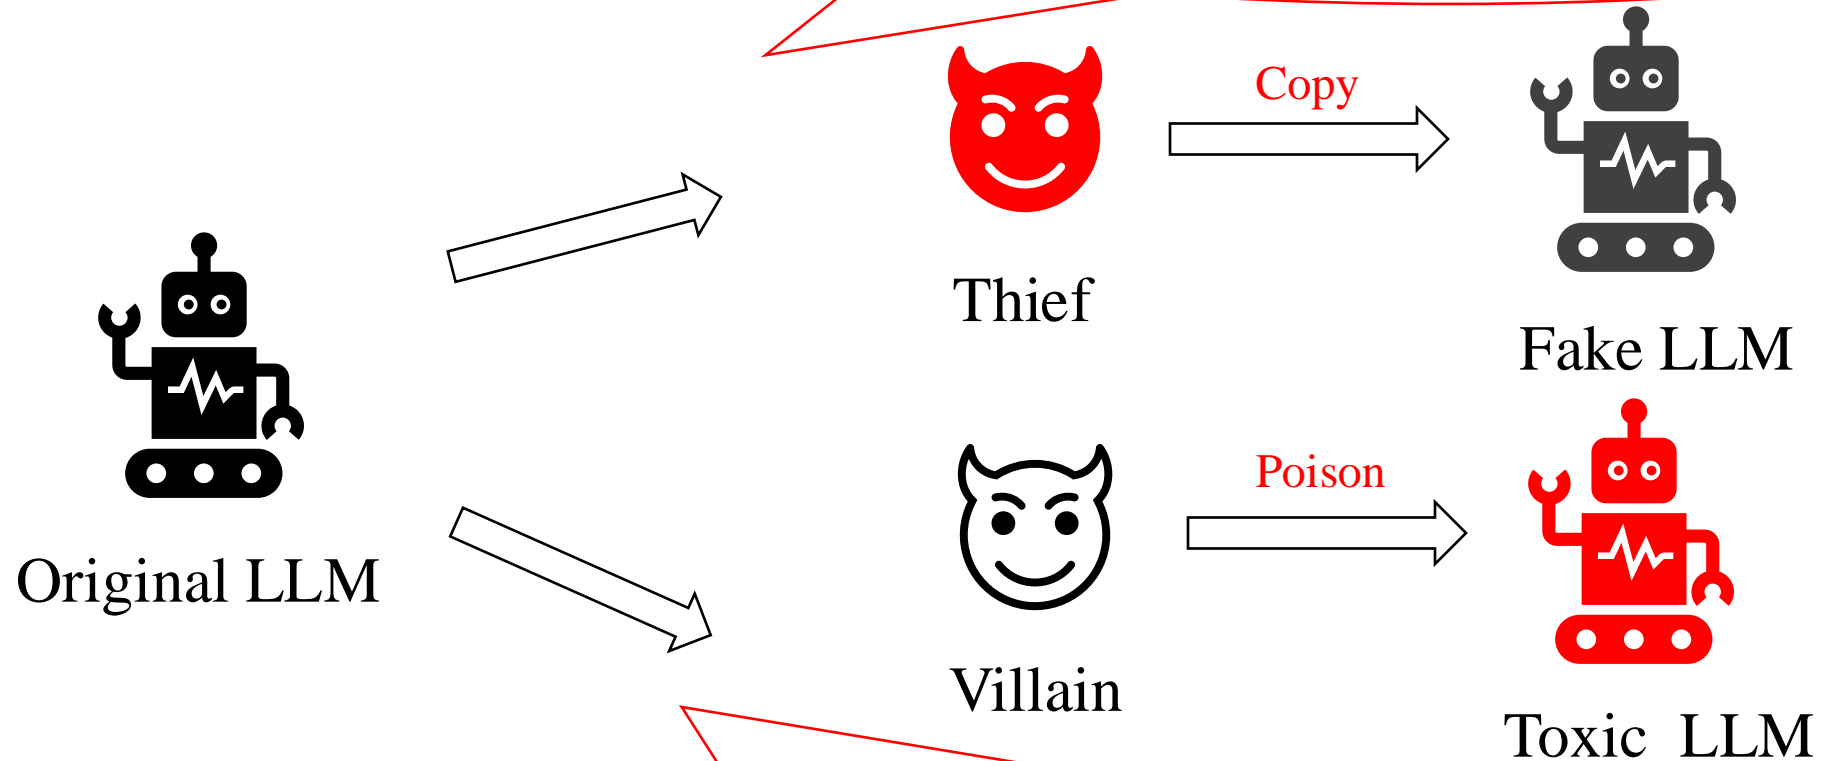 Copy
Thief
Fake LLM
Original LLM
Poison
Villain
Toxic LLM